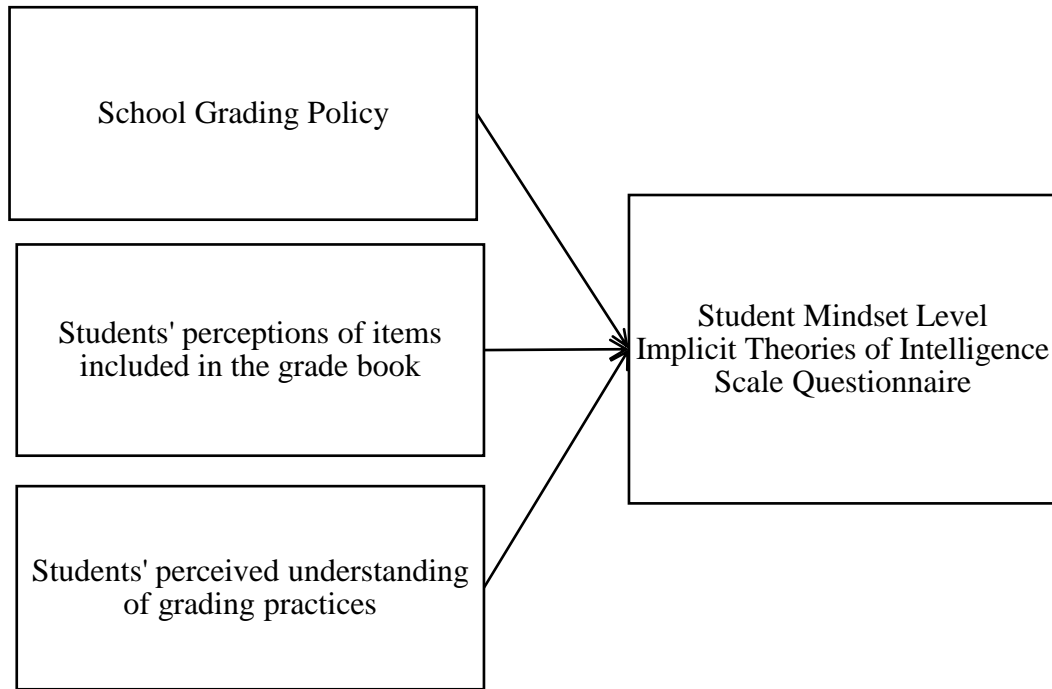 School Grading Policy
Students' perceptions of items
included in the grade book
Students' perceived understanding
of grading practices
Student Mindset Level
Implicit Theories of Intelligence
Scale Questionnaire